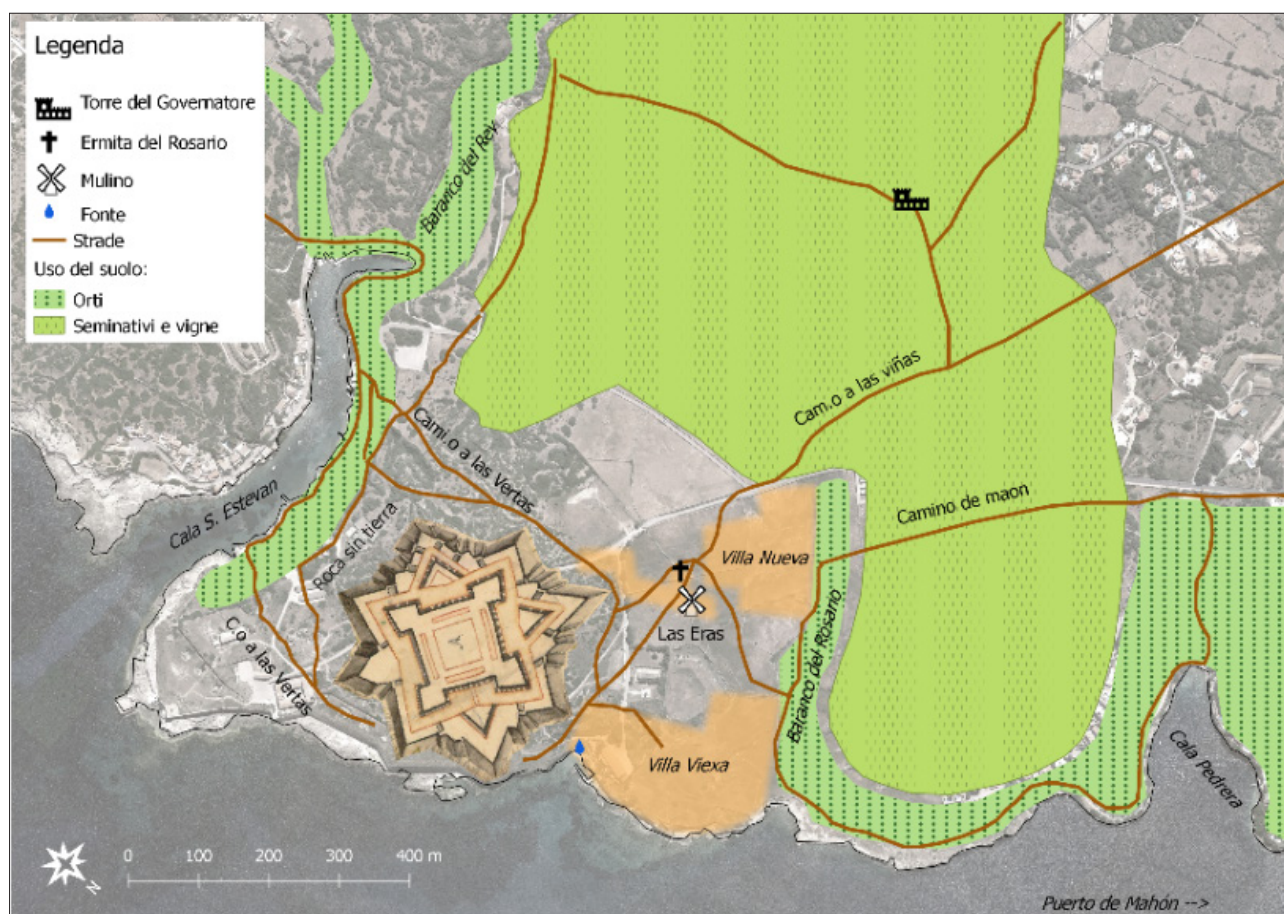 Legenda
Torre del Governatore
Ermita del Rosario
Mulino
Fonte
Strade
Uso del suolo:
Orti
Seminativi e vigne
Baranco del Rey
Cam.o a las viñas
Cami.o a las Vertas
Camino de maon
Cala S. Estevan
Roca sin tierra
Villa Nueva
Las Eras
C.o a las Vertas
Baranco del Rosario
Villa Viexa
Cala Pedrera
N
0 100 200 300 400 m
Puerto de Mahón -->